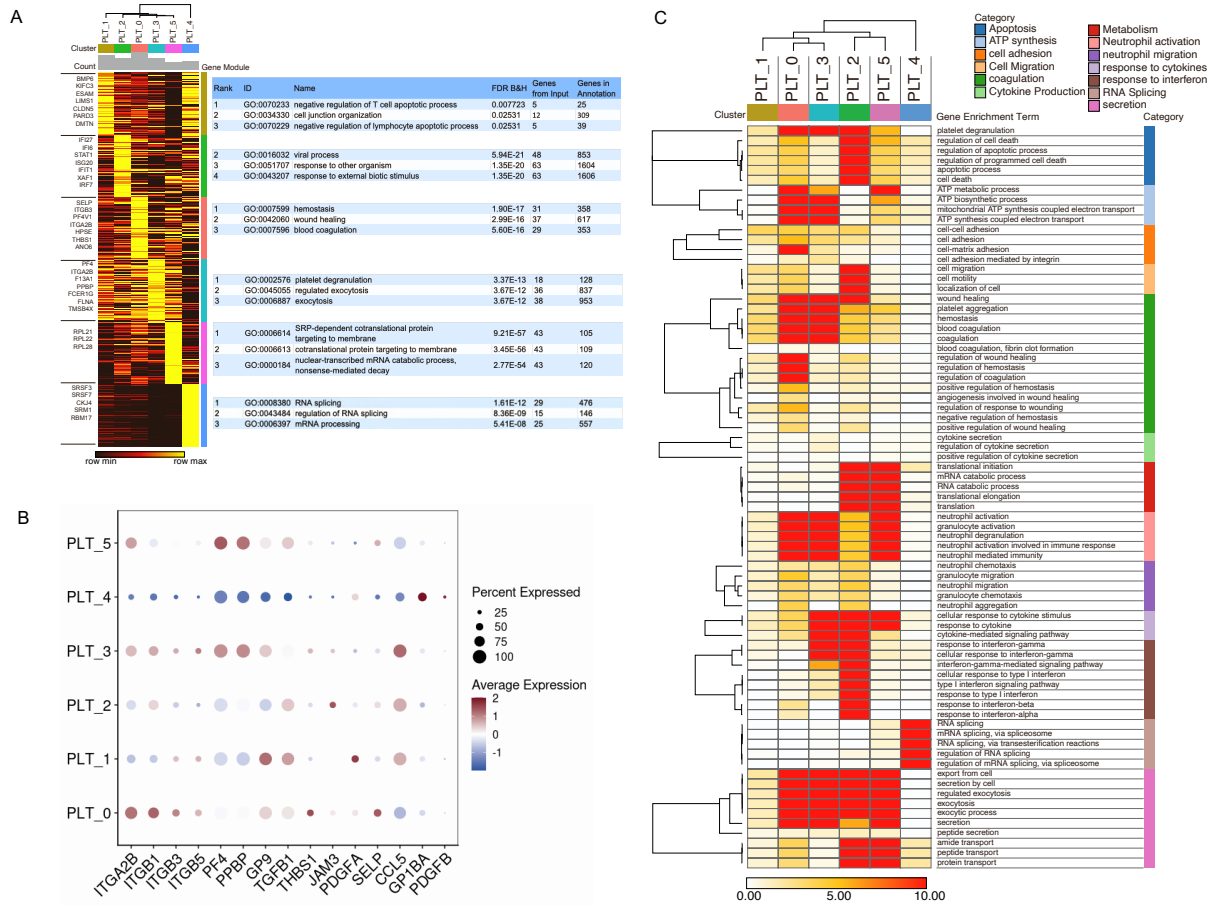 A
PLT_1
PLT_2
PLT_0
PLT_3
PLT_5
PLT_4
Cluster
Count
Gene Module
BMP6
KIFC3
ESAM
LIMS1
CLDN5
PARD3
DMTN
IFI27
IFI6
STAT1
ISG20
IFIT1
XAF1
IRF7
SELP
ITGB3
PF4V1
ITGA2B
HPSE
THBS1
ANO6
PF4
ITGA2B
F13A1
PPBP
FCER1G
FLNA
TMSB4X
RPL21
RPL22
RPL28
SRSF3
SRSF7
CKJ4
SRM1
RBM17
row min row max
Rank ID Name FDR B&H Genes from Input Genes in Annotation
1 GO:0070233 negative regulation of T cell apoptotic process 0.007723 5 25
2 GO:0034330 cell junction organization 0.02531 12 309
3 GO:0070229 negative regulation of lymphocyte apoptotic process 0.02531 5 39
2 GO:0016032 viral process 5.94E-21 48 853
3 GO:0051707 response to other organism 1.35E-20 63 1604
4 GO:0043207 response to external biotic stimulus 1.35E-20 63 1606
1 GO:0007599 hemostasis 1.90E-17 31 358
2 GO:0042060 wound healing 2.99E-16 37 617
3 GO:0007596 blood coagulation 5.60E-16 29 353
1 GO:0002576 platelet degranulation 3.37E-13 18 128
2 GO:0045055 regulated exocytosis 3.67E-12 36 837
3 GO:0006887 exocytosis 3.67E-12 38 953
1 GO:0006614 SRP-dependent cotranslational protein targeting to membrane 9.21E-57 43 105
2 GO:0006613 cotranslational protein targeting to membrane 3.45E-56 43 109
3 GO:0000184 nuclear-transcribed mRNA catabolic process, nonsense-mediated decay 2.77E-54 43 120
1 GO:0008380 RNA splicing 1.61E-12 29 476
2 GO:0043484 regulation of RNA splicing 8.36E-09 15 146
3 GO:0006397 mRNA processing 5.41E-08 25 557
B
PLT_5
PLT_4
PLT_3
PLT_2
PLT_1
PLT_0
ITGA2B
ITGB1
ITGB3
ITGB5
PF4
PPBP
GP9
TGFB1
THBS1
JAM3
PDGFA
SELP
CCL5
GP1BA
PDGFB
Percent Expressed
25
50
75
100
Average Expression
2
1
0
-1
C
Category
Apoptosis
ATP synthesis
cell adhesion
Cell Migration
coagulation
Cytokine Production
Metabolism
Neutrophil activation
neutrophil migration
response to cytokines
response to interferon
RNA Splicing
secretion
PLT_1
PLT_0
PLT_3
PLT_2
PLT_5
PLT_4
Cluster
Gene Enrichment Term
Category
platelet degranulation
regulation of cell death
regulation of apoptotic process
regulation of programmed cell death
apoptotic process
cell death
ATP metabolic process
ATP biosynthetic process
mitochondrial ATP synthesis coupled electron transport
ATP synthesis coupled electron transport
cell-cell adhesion
cell adhesion
cell-matrix adhesion
cell adhesion mediated by integrin
cell migration
cell motility
localization of cell
wound healing
platelet aggregation
hemostasis
blood coagulation
coagulation
blood coagulation, fibrin clot formation
regulation of wound healing
regulation of hemostasis
regulation of coagulation
positive regulation of hemostasis
angiogenesis involved in wound healing
regulation of response to wounding
negative regulation of hemostasis
positive regulation of wound healing
cytokine secretion
regulation of cytokine secretion
positive regulation of cytokine secretion
translational initiation
mRNA catabolic process
RNA catabolic process
translational elongation
translation
neutrophil activation
granulocyte activation
neutrophil degranulation
neutrophil activation involved in immune response
neutrophil mediated immunity
neutrophil chemotaxis
granulocyte migration
neutrophil migration
granulocyte chemotaxis
neutrophil aggregation
cellular response to cytokine stimulus
response to cytokine
cytokine-mediated signaling pathway
response to interferon-gamma
cellular response to interferon-gamma
interferon-gamma-mediated signaling pathway
cellular response to type I interferon
type I interferon signaling pathway
response to type I interferon
response to interferon-beta
response to interferon-alpha
RNA splicing
mRNA splicing, via spliceosome
RNA splicing, via transesterification reactions
regulation of RNA splicing
regulation of mRNA splicing, via spliceosome
export from cell
secretion by cell
regulated exocytosis
exocytosis
exocytic process
secretion
peptide secretion
amide transport
peptide transport
protein transport
0.00 5.00 10.00